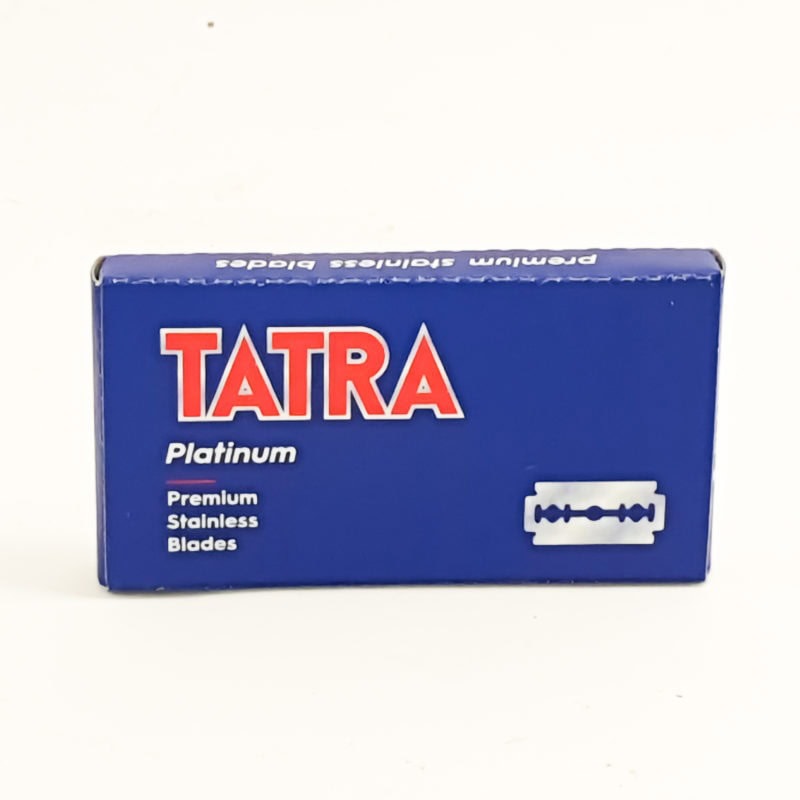 premium stainless blades
TATRA
Platinum
Premium
Stainless
Blades